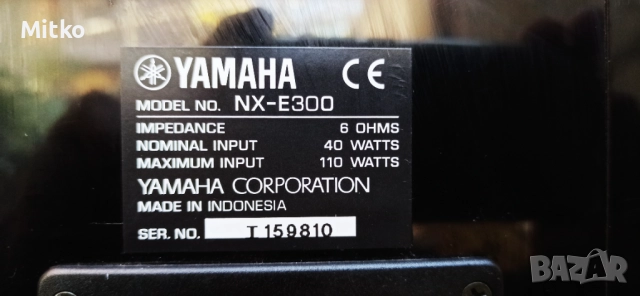 Mitko
YAMAHA CE
MODEL NO. NX-E300
IMPEDANCE 6 OHMS
NOMINAL INPUT 40 WATTS
MAXIMUM INPUT 110 WATTS
YAMAHA CORPORATION
MADE IN INDONESIA
SER. NO. T159810
BAZAR